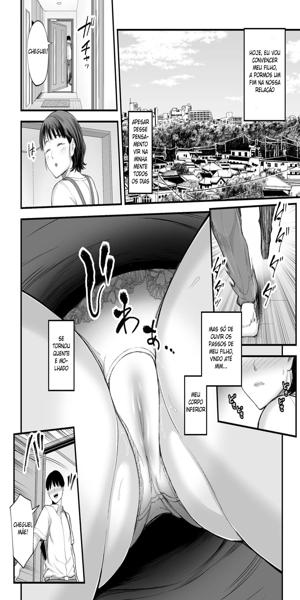 HOJE, EU VOU
CONVENCER
MEU FILHO,
A PORMOS UM
FIM NA NOSSA
RELAÇÃO
CHEGUEI
APESAR
DESSE
PENSA-
MENTO
VIR NA
MINHA
MENTE
TODOS
OS DIAS
MAS SÓ DE
OUVIR OS
PASSOS DE
MEU FILHO,
VINDO ATÉ
MIM...
MEU
CORPO
INFERIOR
SE
TORNOU
QUENTE
E MO-
LHADO
CHEGUEI,
MÃE!